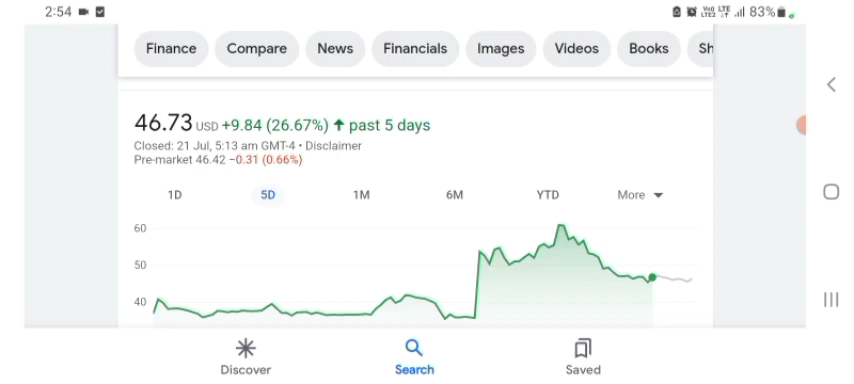 2:54 83%
Finance Compare News Financials Images Videos Books Sh
46.73 USD +9.84 (26.67%) ↑ past 5 days
Closed: 21 Jul, 5:13 am GMT-4 • Disclaimer
Pre-market 46.42 −0.31 (0.66%)
1D 5D 1M 6M YTD More
60
50
40
Discover Search Saved